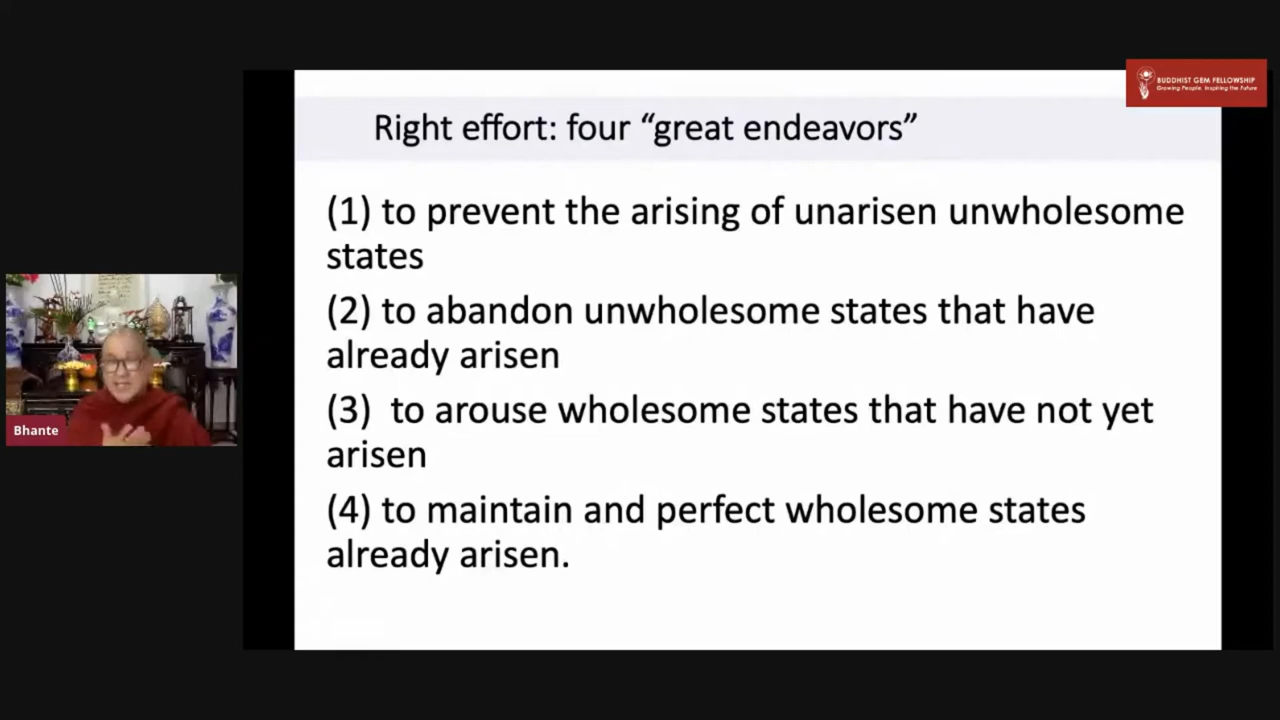 BUDDHIST GEM FELLOWSHIP
Growing People. Inspiring the Future
Right effort: four “great endeavors”
(1) to prevent the arising of unarisen unwholesome
states
(2) to abandon unwholesome states that have
already arisen
(3) to arouse wholesome states that have not yet
arisen
(4) to maintain and perfect wholesome states
already arisen.
Bhante